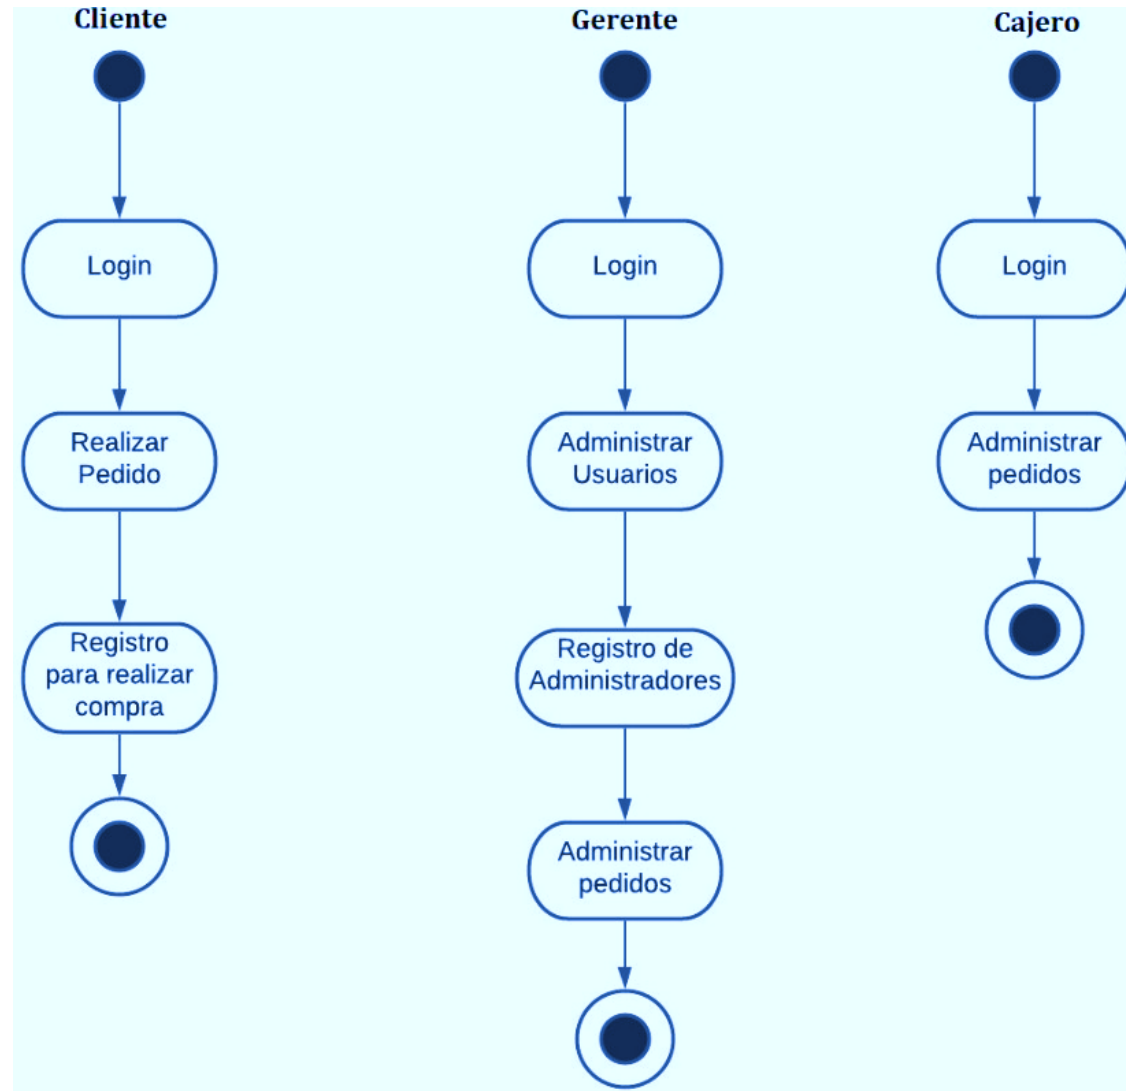 Cliente
Gerente
Cajero
Login
Login
Login
Realizar
Pedido
Administrar
Usuarios
Administrar
pedidos
Registro
para realizar
compra
Registro de
Administradores
Administrar
pedidos